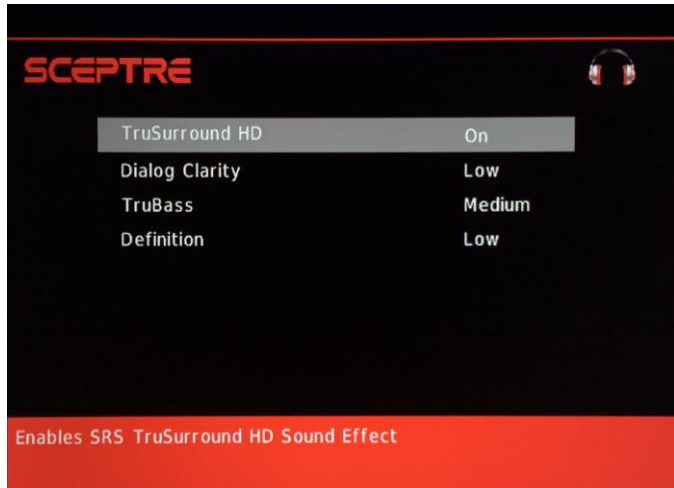 SCEPTRE
TruSurround HD On
Dialog Clarity Low
TruBass Medium
Definition Low
Enables SRS TruSurround HD Sound Effect